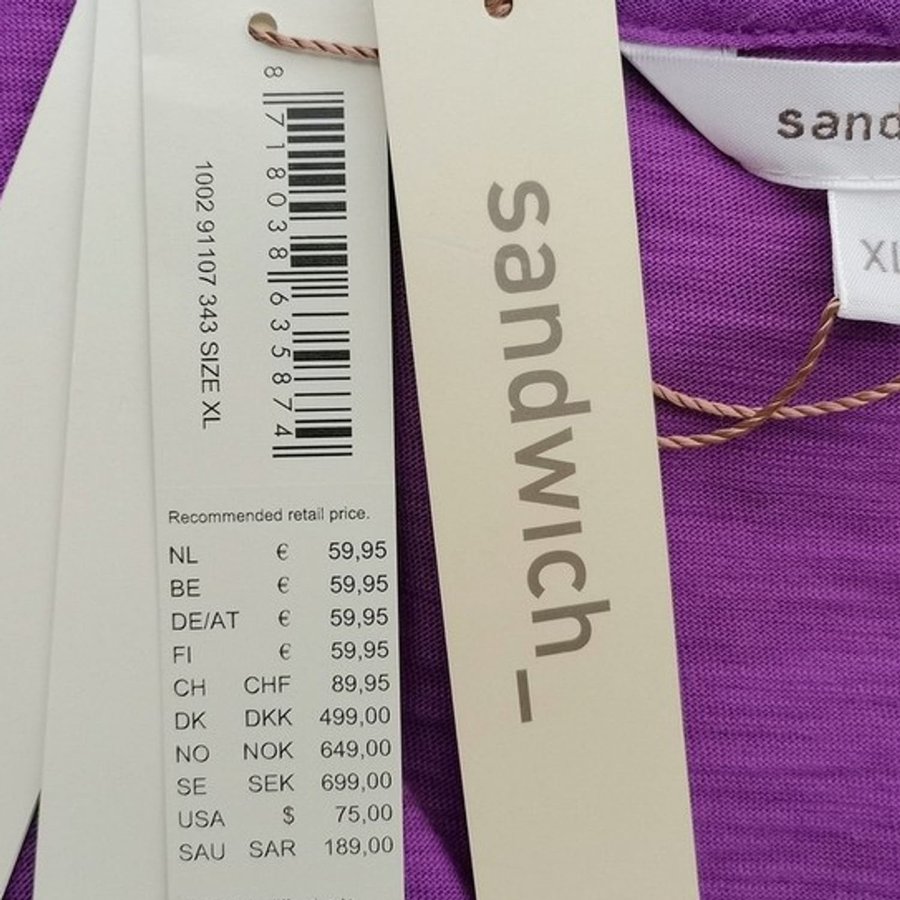 8 718038 635874
1002 91107 343 SIZE XL
Recommended retail price.
NL € 59,95
BE € 59,95
DE/AT € 59,95
FI € 59,95
CH CHF 89,95
DK DKK 499,00
NO NOK 649,00
SE SEK 699,00
USA $ 75,00
SAU SAR 189,00
sandwich_
sand
XL